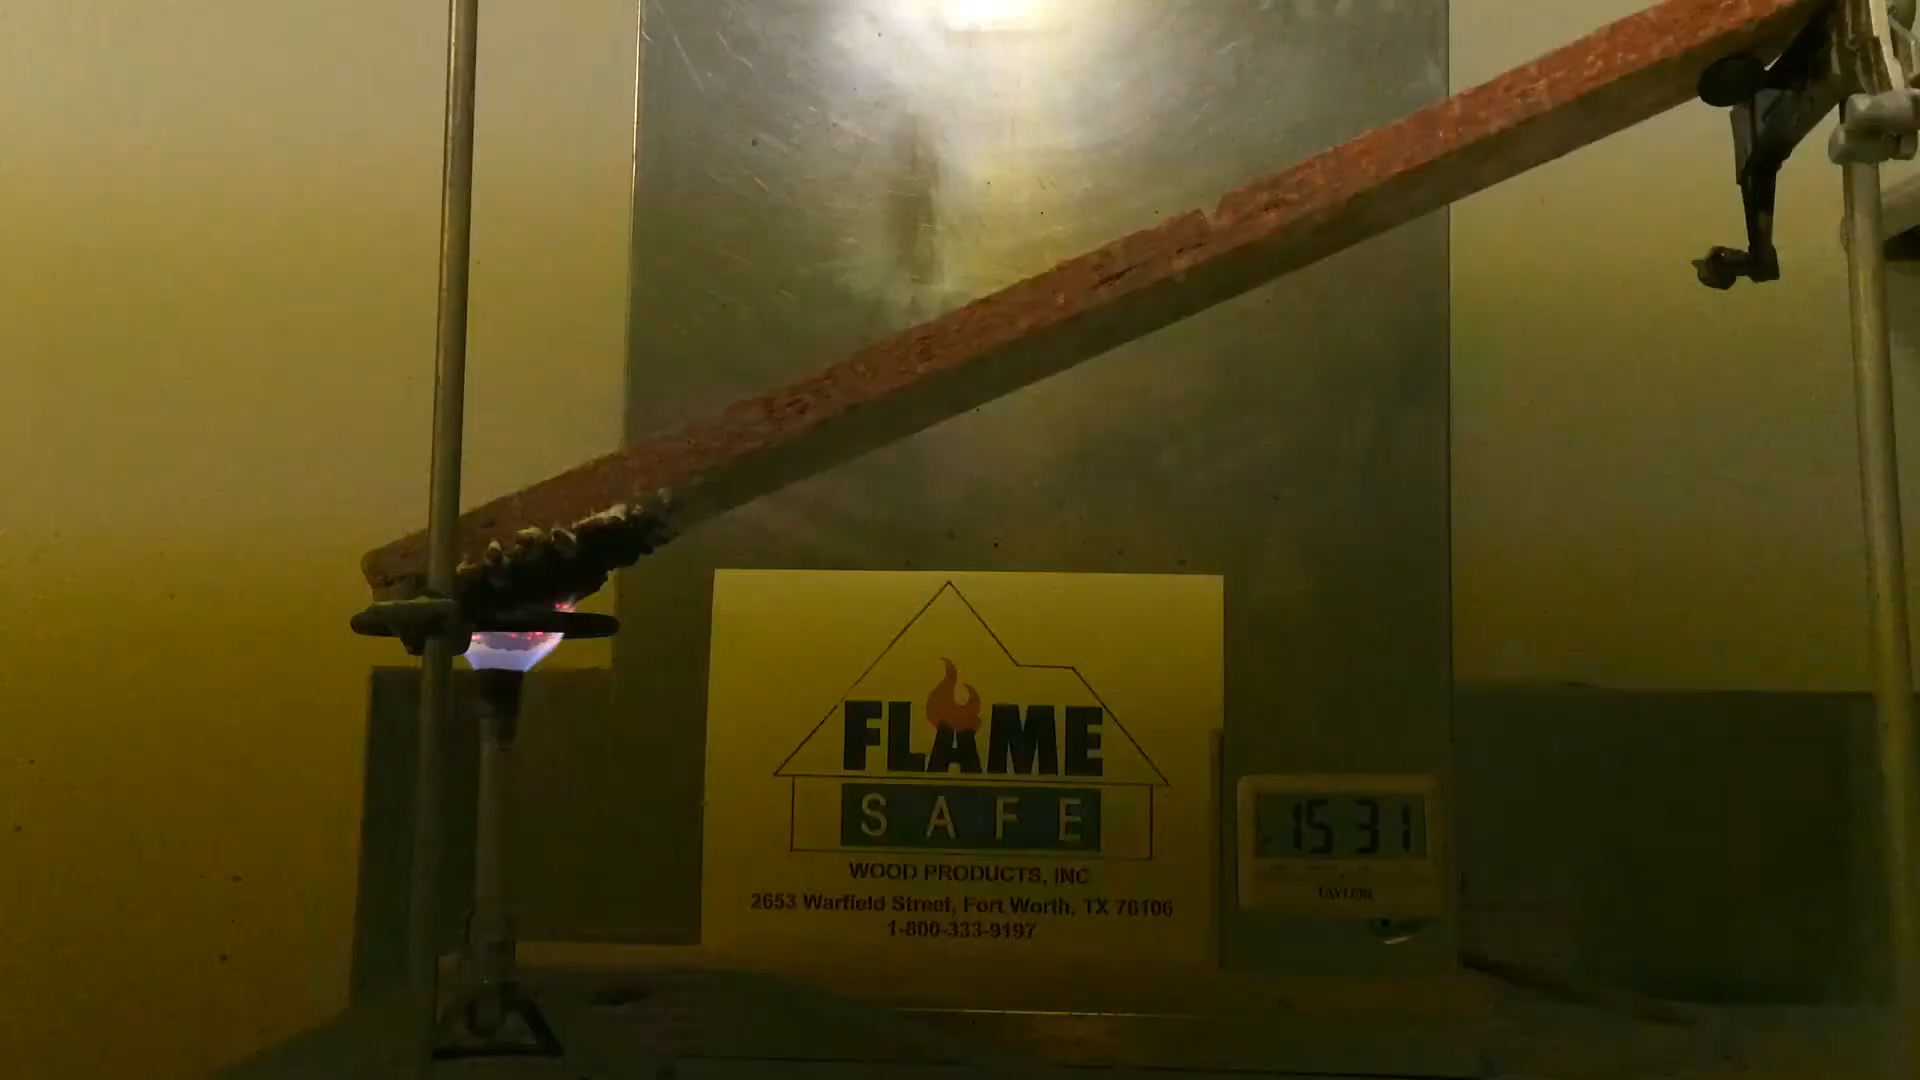 FLAME
SAFE
WOOD PRODUCTS, INC
2653 Warfield Street, Fort Worth, TX 76106
1-800-333-9197
15 31
TAYLOR